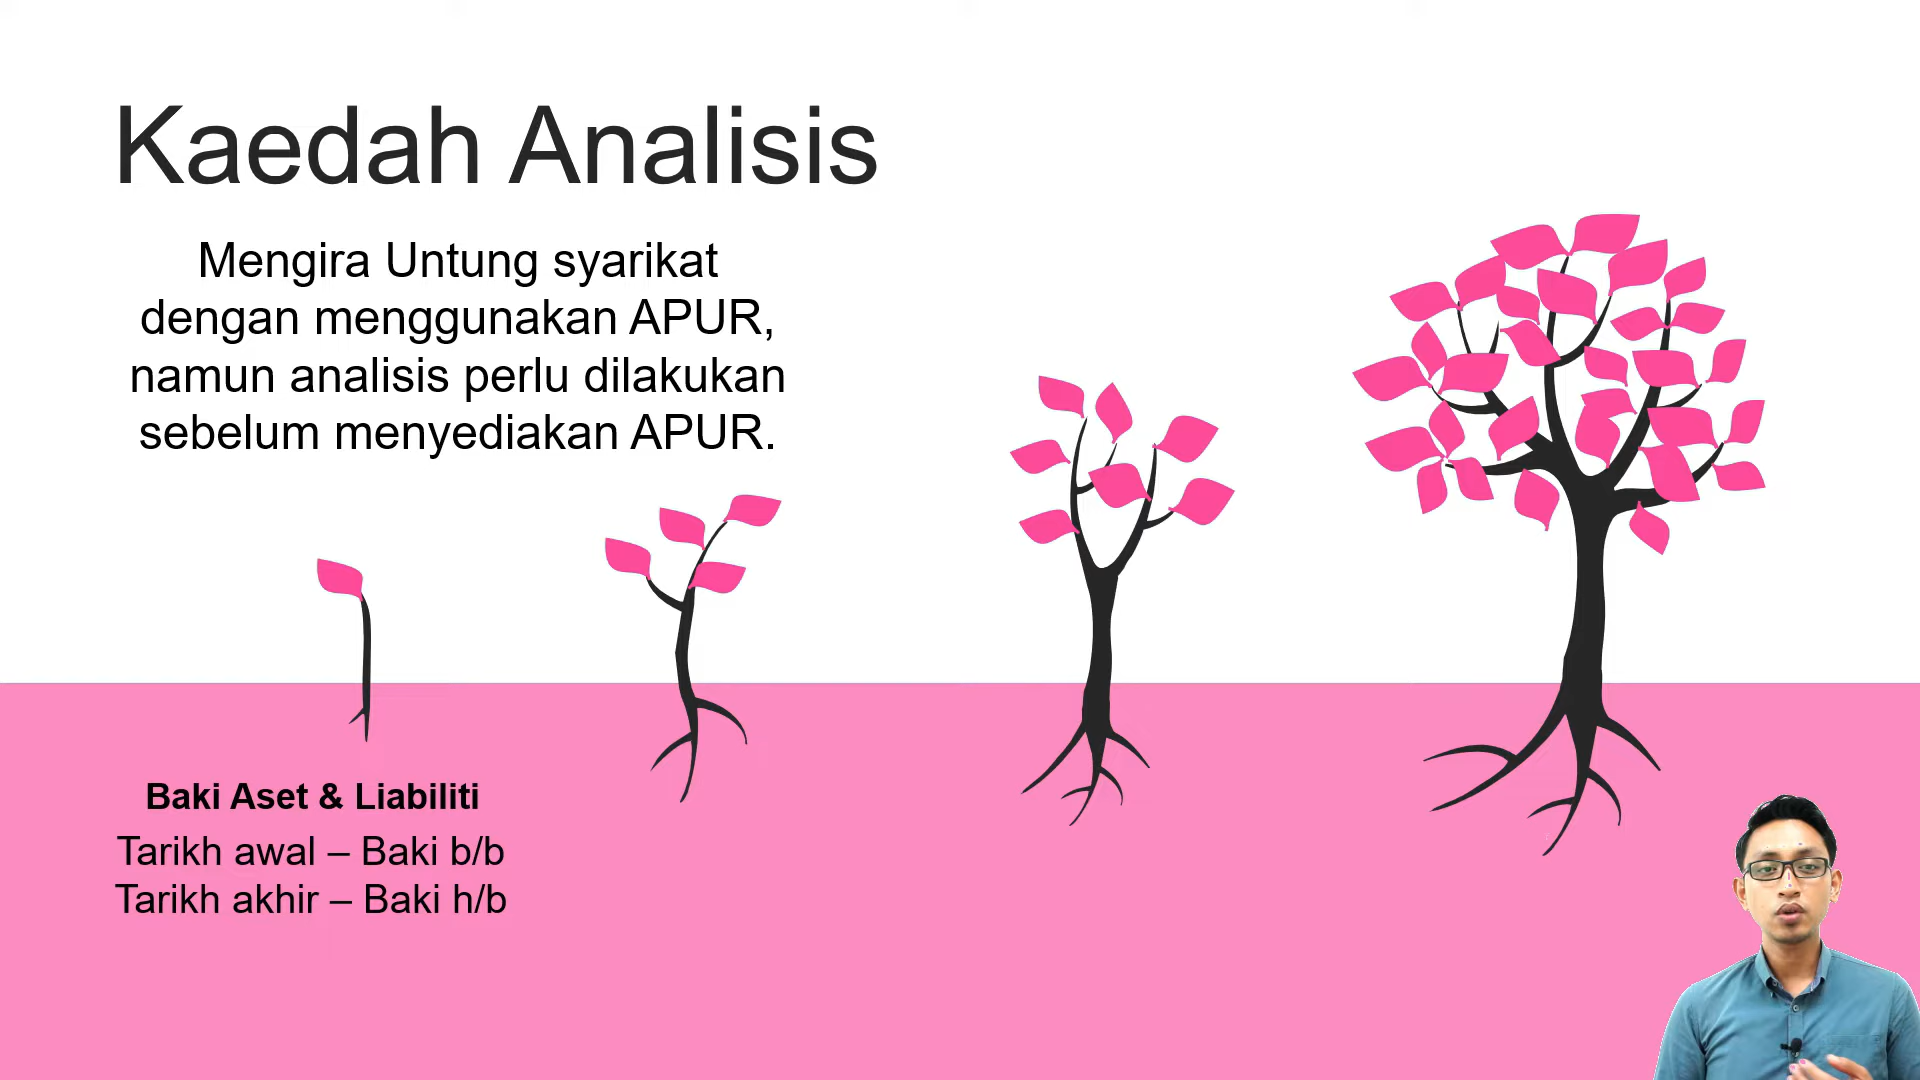 Kaedah Analisis
Mengira Untung syarikat
dengan menggunakan APUR,
namun analisis perlu dilakukan
sebelum menyediakan APUR.
Baki Aset & Liabiliti
Tarikh awal – Baki b/b
Tarikh akhir – Baki h/b